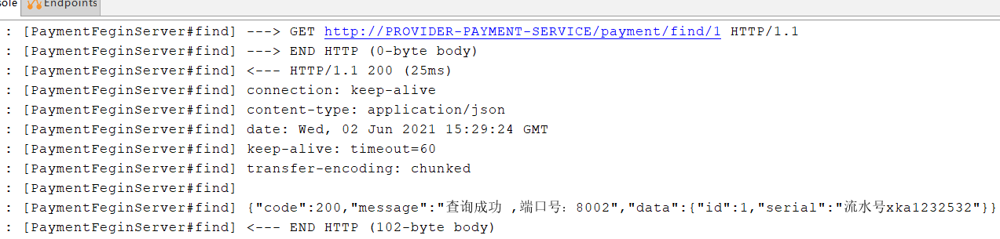 sole Endpoints
: [PaymentFeginServer#find] ---> GET http://PROVIDER-PAYMENT-SERVICE/payment/find/1 HTTP/1.1
: [PaymentFeginServer#find] ---> END HTTP (0-byte body)
: [PaymentFeginServer#find] <--- HTTP/1.1 200 (25ms)
: [PaymentFeginServer#find] connection: keep-alive
: [PaymentFeginServer#find] content-type: application/json
: [PaymentFeginServer#find] date: Wed, 02 Jun 2021 15:29:24 GMT
: [PaymentFeginServer#find] keep-alive: timeout=60
: [PaymentFeginServer#find] transfer-encoding: chunked
: [PaymentFeginServer#find]
: [PaymentFeginServer#find] {"code":200,"message":"查询成功 ,端口号：8002","data":{"id":1,"serial":"流水号xka1232532"}}
: [PaymentFeginServer#find] <--- END HTTP (102-byte body)